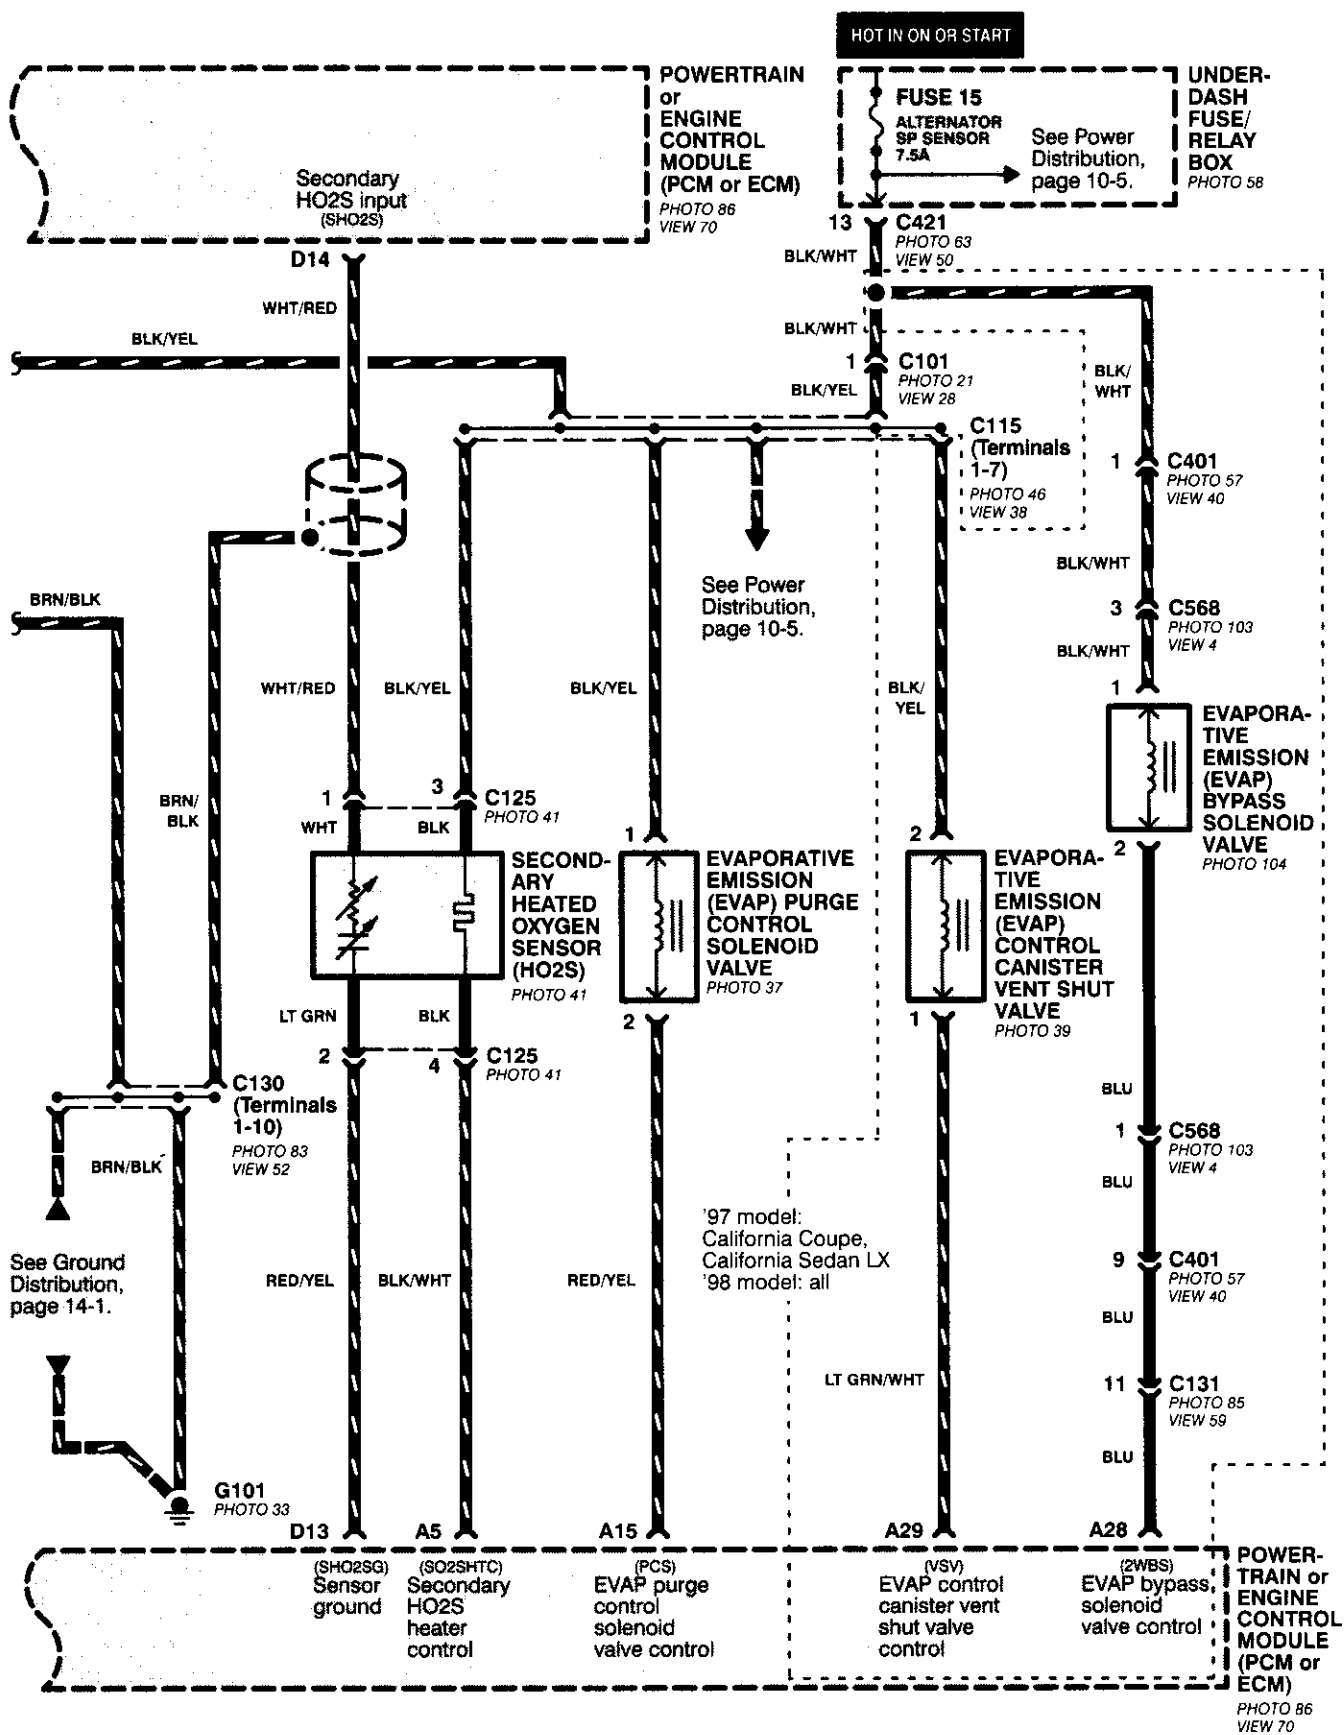 HOT IN ON OR START
POWERTRAIN
or
ENGINE
CONTROL
MODULE
(PCM or ECM)
PHOTO 86
VIEW 70
Secondary
HO2S input
(SHO2S)
FUSE 15
ALTERNATOR
SP SENSOR
7.5A
See Power
Distribution,
page 10-5.
UNDER-
DASH
FUSE/
RELAY
BOX
PHOTO 58
D14
WHT/RED
BLK/YEL
13
C421
PHOTO 63
VIEW 50
BLK/WHT
BLK/WHT
1
C101
PHOTO 21
VIEW 28
BLK/YEL
BLK/
WHT
C115
(Terminals
1-7)
PHOTO 46
VIEW 38
1
C401
PHOTO 57
VIEW 40
BLK/WHT
3
C568
PHOTO 103
VIEW 4
BLK/WHT
1
See Power
Distribution,
page 10-5.
BRN/BLK
WHT/RED
BLK/YEL
BLK/YEL
BLK/
YEL
EVAPORA-
TIVE
EMISSION
(EVAP)
BYPASS
SOLENOID
VALVE
PHOTO 104
2
BRN/
BLK
1
3
C125
PHOTO 41
WHT
BLK
1
2
SECOND-
ARY
HEATED
OXYGEN
SENSOR
(HO2S)
PHOTO 41
EVAPORATIVE
EMISSION
(EVAP) PURGE
CONTROL
SOLENOID
VALVE
PHOTO 37
EVAPORA-
TIVE
EMISSION
(EVAP)
CONTROL
CANISTER
VENT SHUT
VALVE
PHOTO 39
LT GRN
BLK
2
1
2
4
C125
PHOTO 41
C130
(Terminals
1-10)
PHOTO 83
VIEW 52
BRN/BLK
BLU
1
C568
PHOTO 103
VIEW 4
BLU
'97 model:
California Coupe,
California Sedan LX
'98 model: all
See Ground
Distribution,
page 14-1.
RED/YEL
BLK/WHT
RED/YEL
9
C401
PHOTO 57
VIEW 40
BLU
LT GRN/WHT
11
C131
PHOTO 85
VIEW 59
BLU
G101
PHOTO 33
D13
A5
A15
A29
A28
(SHO2SG)
Sensor
ground
(SO2SHTC)
Secondary
HO2S
heater
control
(PCS)
EVAP purge
control
solenoid
valve control
(VSV)
EVAP control
canister vent
shut valve
control
(2WBS)
EVAP bypass
solenoid
valve control
POWER-
TRAIN or
ENGINE
CONTROL
MODULE
(PCM or
ECM)
PHOTO 86
VIEW 70